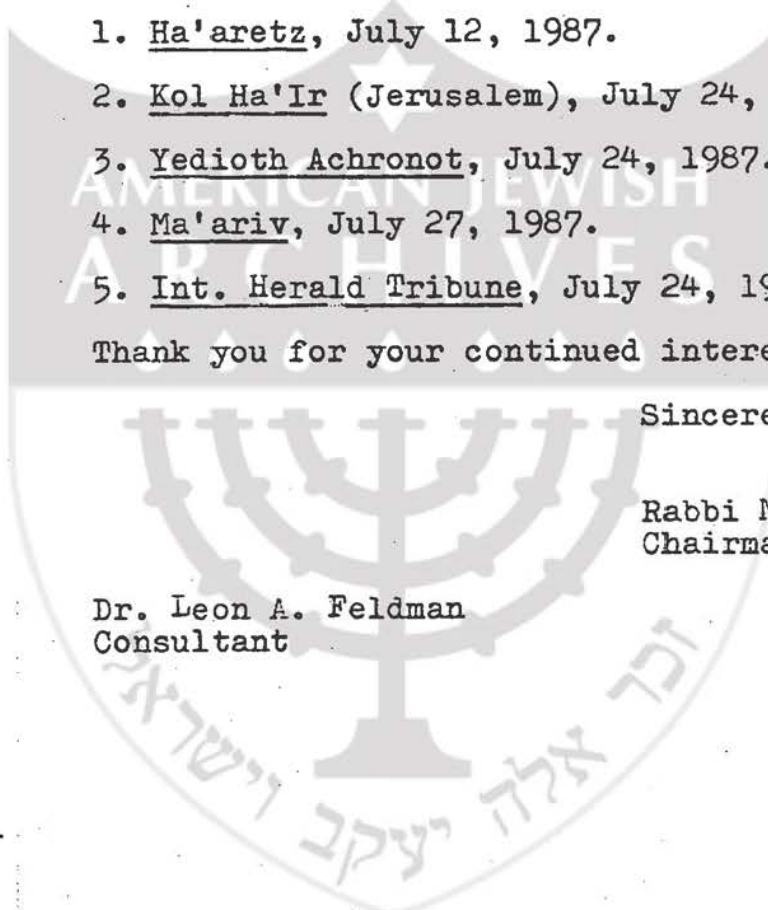 1. Ha'aretz, July 12, 1987.
2. Kol Ha'Ir (Jerusalem), July 24,
3. Yedioth Achronot, July 24, 1987.
AMERICAN JEWISH
4. Ma'ariv, July 27, 1987.
ARCHIVES
5. Int. Herald Tribune, July 24, 19
Thank you for your continued intere
Sincere
Rabbi
Chairma
Dr. Leon A. Feldman
Consultant
זכר אלה יעקב וישראל